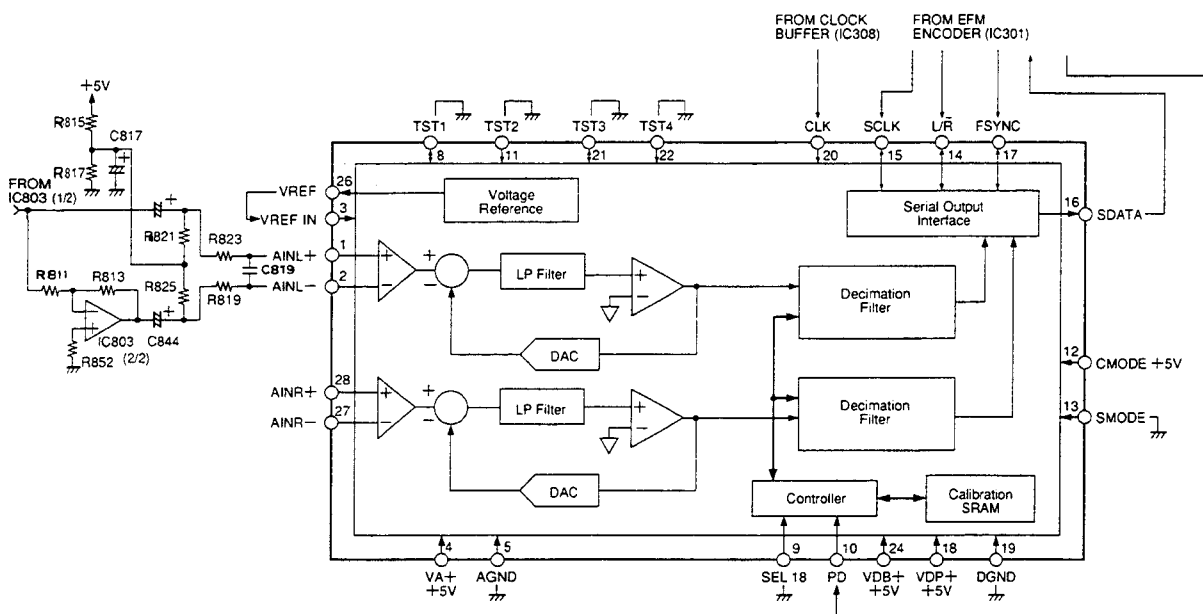 FROM CLOCK
BUFFER (IC308)
FROM EFM
ENCODER (IC301)
+5V
R815
C817
R817
FROM
IC803 (1/2)
+
R821
R823
C819
R811
R813
R825
R819
IC803
(2/2)
+
C844
R852
TST1
8
TST2
11
TST3
21
TST4
22
CLK
20
SCLK
15
L/R̅
14
FSYNC
17
VREF
26
VREF IN
3
AINL+
1
AINL−
2
Voltage
Reference
Serial Output
Interface
16
SDATA
+
−
+
−
LP Filter
+
−
DAC
Decimation
Filter
12
CMODE +5V
AINR+
28
AINR−
27
+
−
+
−
LP Filter
+
−
DAC
Decimation
Filter
13
SMODE
Controller
Calibration
SRAM
4
VA+
+5V
5
AGND
9
SEL 18
10
PD
24
VDB+
+5V
18
VDP+
+5V
19
DGND